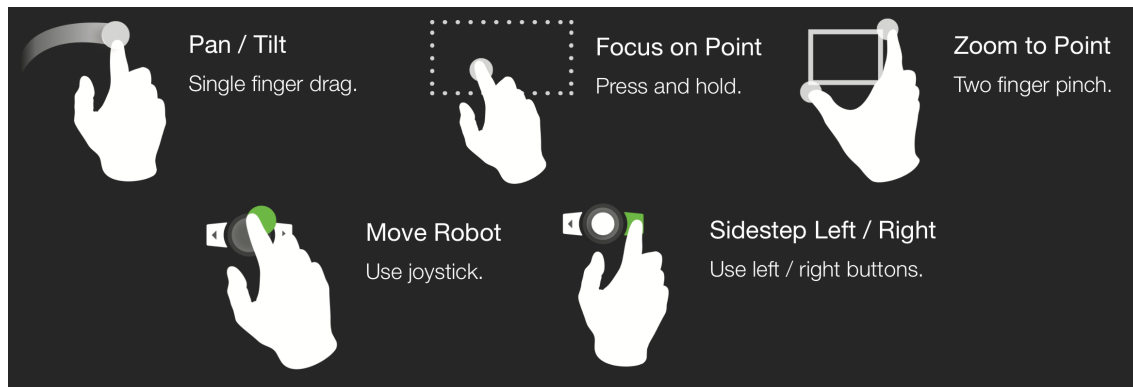 Pan / Tilt
Single finger drag.
Focus on Point
Press and hold.
Zoom to Point
Two finger pinch.
Move Robot
Use joystick.
Sidestep Left / Right
Use left / right buttons.